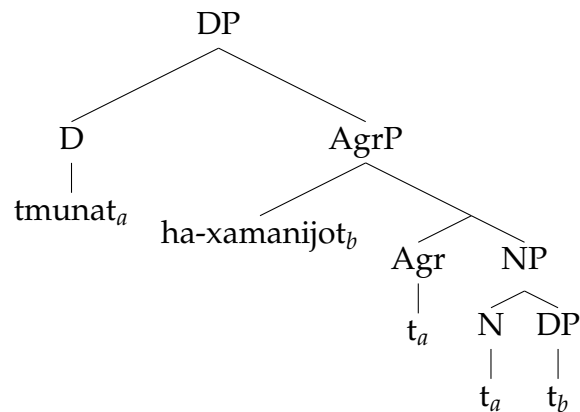 DP
D AgrP
tmunat_a
ha-xamanijot_b
Agr NP
t_a
N DP
t_a t_b